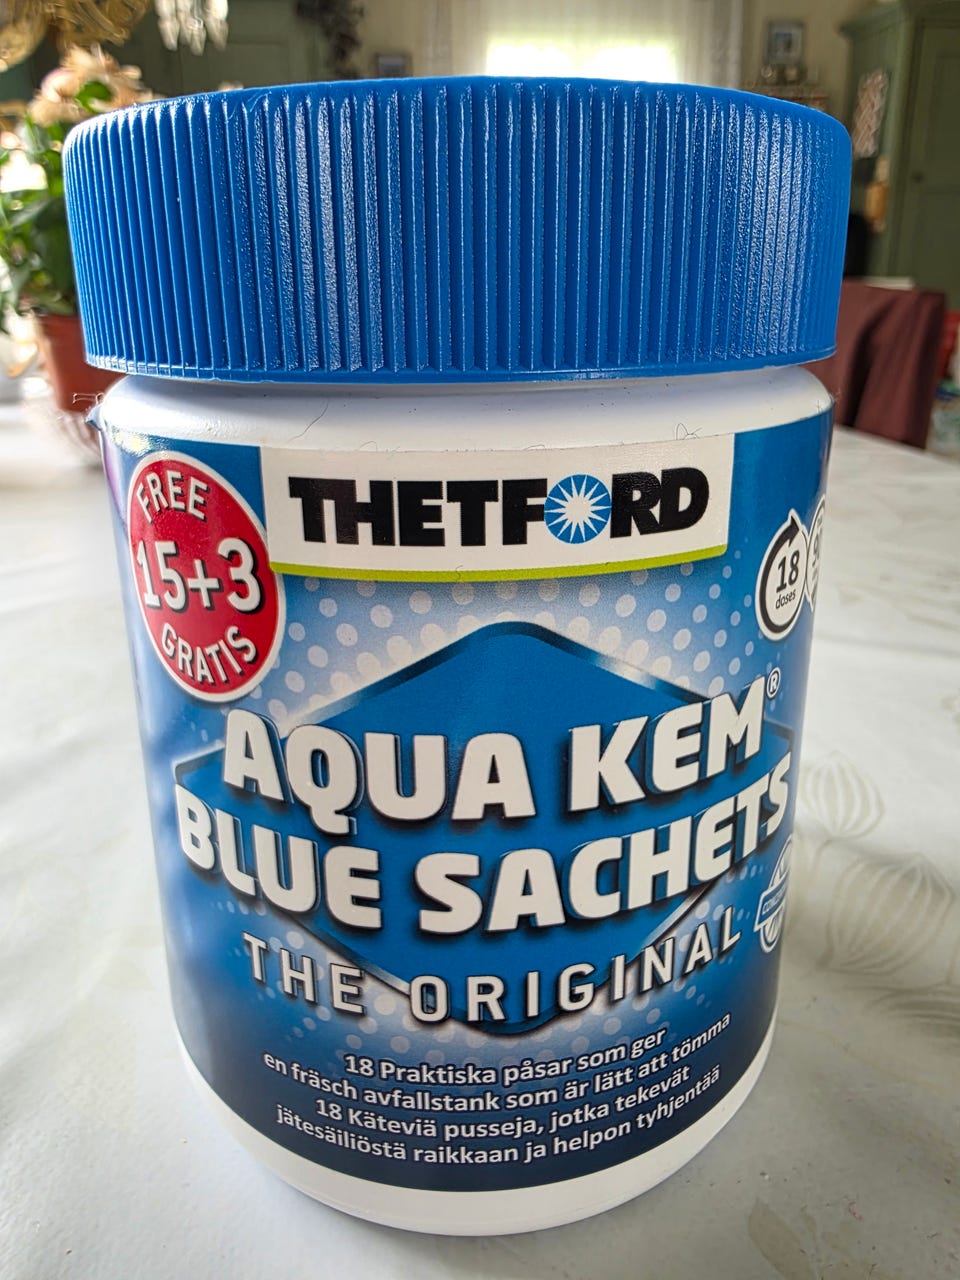 THETFORD
FREE
15+3
GRATIS
18
doses
AQUA KEM®
BLUE SACHETS
THE ORIGINAL
18 Praktiska påsar som ger
en fräsch avfallstank som är lätt att tömma
18 Käteviä pusseja, jotka tekevät
jätesäiliöstä raikkaan ja helpon tyhjentää